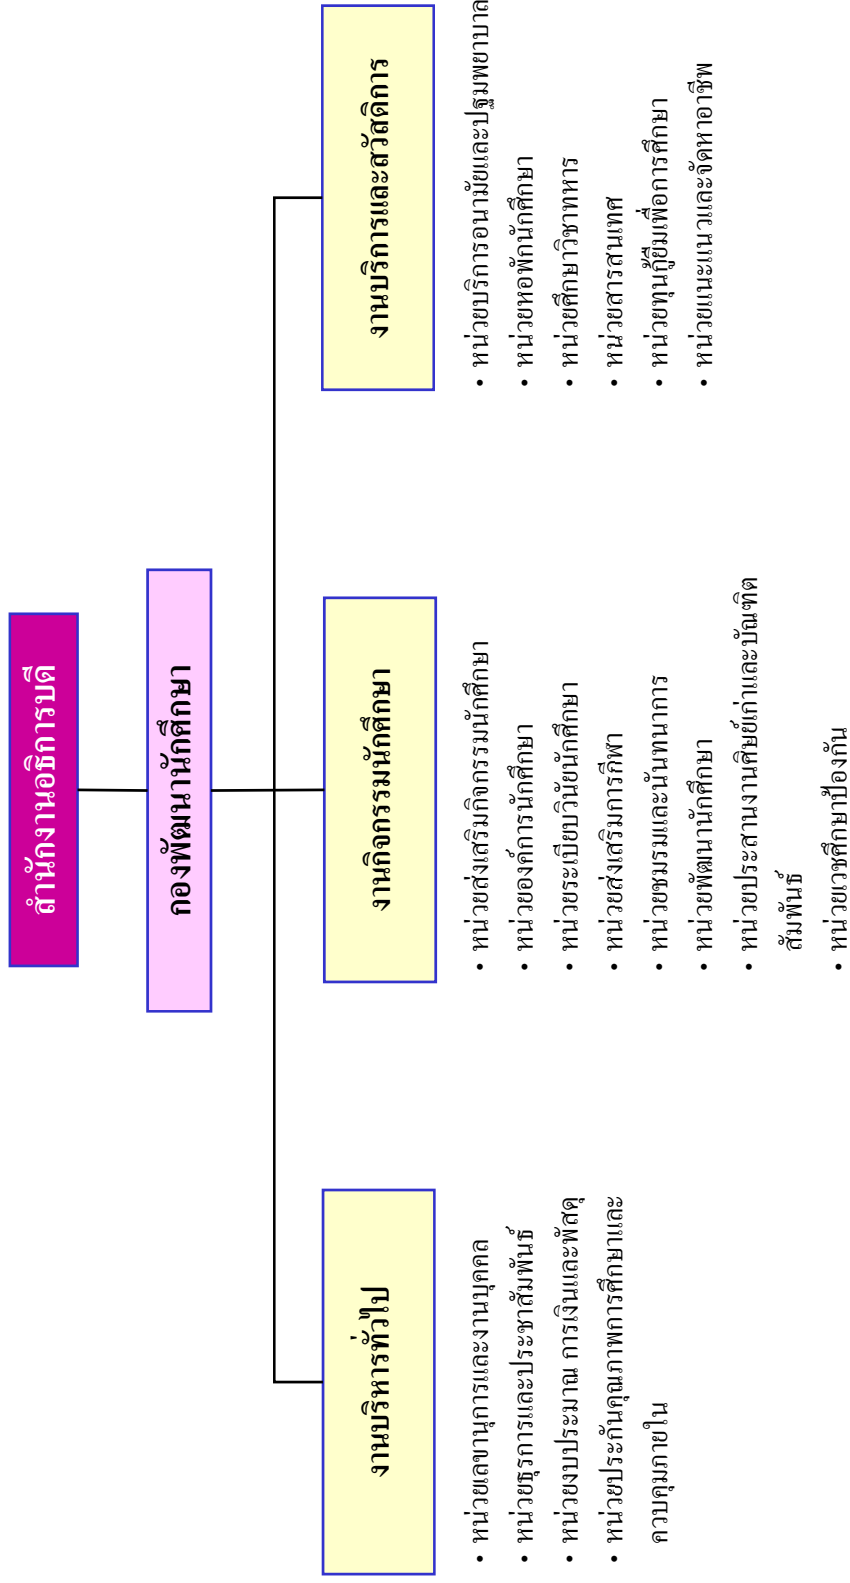 สำนักงานอธิการบดี
กองพัฒนานักศึกษา
งานบริหารทั่วไป
• หน่วยเลขานุการและงานบุคคล
• หน่วยธุรการและประชาสัมพันธ์
• หน่วยงบประมาณ การเงินและพัสดุ
• หน่วยประกันคุณภาพการศึกษาและ
ควบคุมภายใน
งานกิจกรรมนักศึกษา
• หน่วยส่งเสริมกิจกรรมนักศึกษา
• หน่วยองค์การนักศึกษา
• หน่วยระเบียบวินัยนักศึกษา
• หน่วยส่งเสริมการกีฬา
• หน่วยชมรมและนันทนาการ
• หน่วยพัฒนานักศึกษา
• หน่วยประสานงานศิษย์เก่าและบัณฑิต
สัมพันธ์
• หน่วยเวชศึกษาป้องกัน
งานบริการและสวัสดิการ
• หน่วยบริการอนามัยและปฐมพยาบาล
• หน่วยหอพักนักศึกษา
• หน่วยศึกษาวิชาทหาร
• หน่วยสารสนเทศ
• หน่วยทุนกู้ยืมเพื่อการศึกษา
• หน่วยแนะแนวและจัดหาอาชีพ